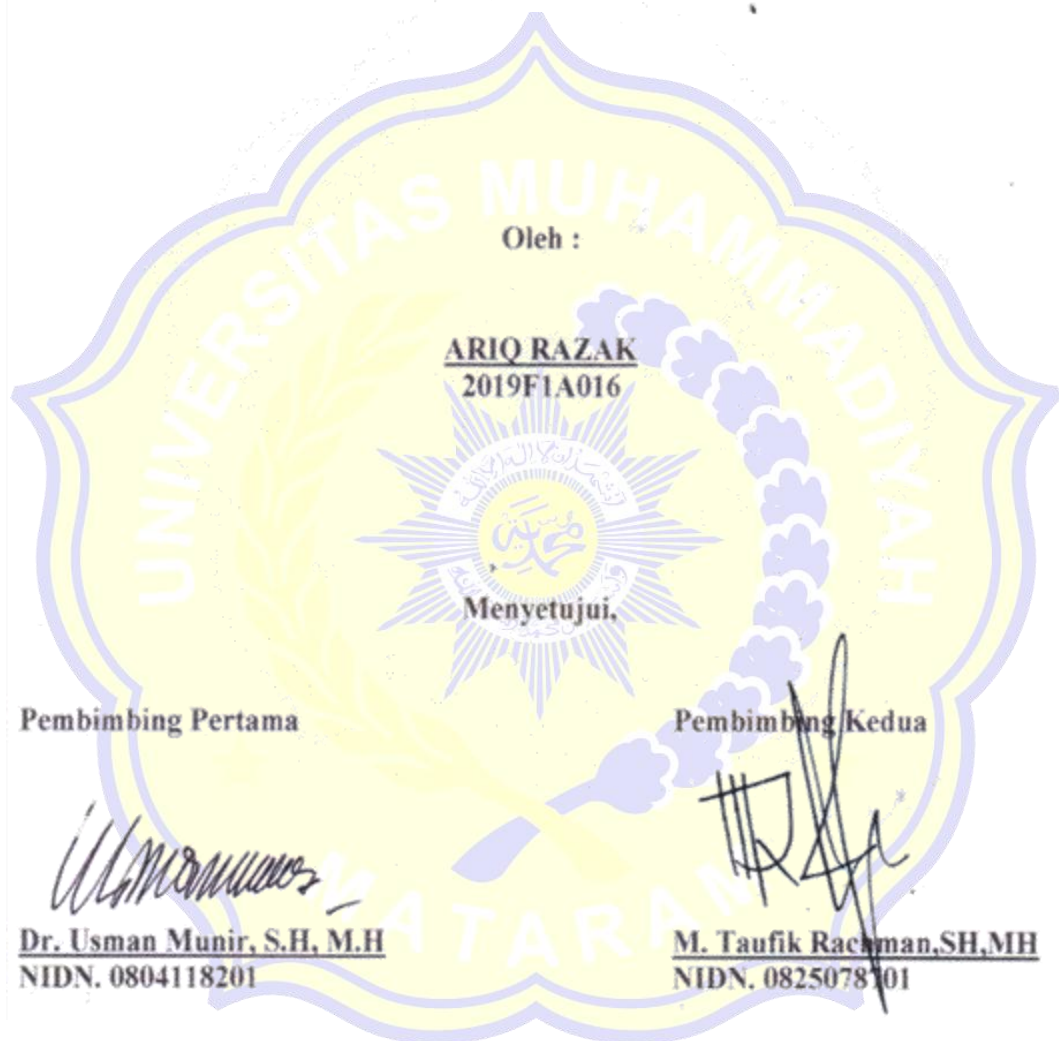 UNIVERSITAS MUHAMMADIYAH
Oleh :
ARIQ RAZAK
2019F1A016
Menyetujui,
Pembimbing Pertama
Pembimbing Kedua
Dr. Usman Munir, S.H, M.H
NIDN. 0804118201
M. Taufik Rachman,SH,MH
NIDN. 0825078701
MATARAM